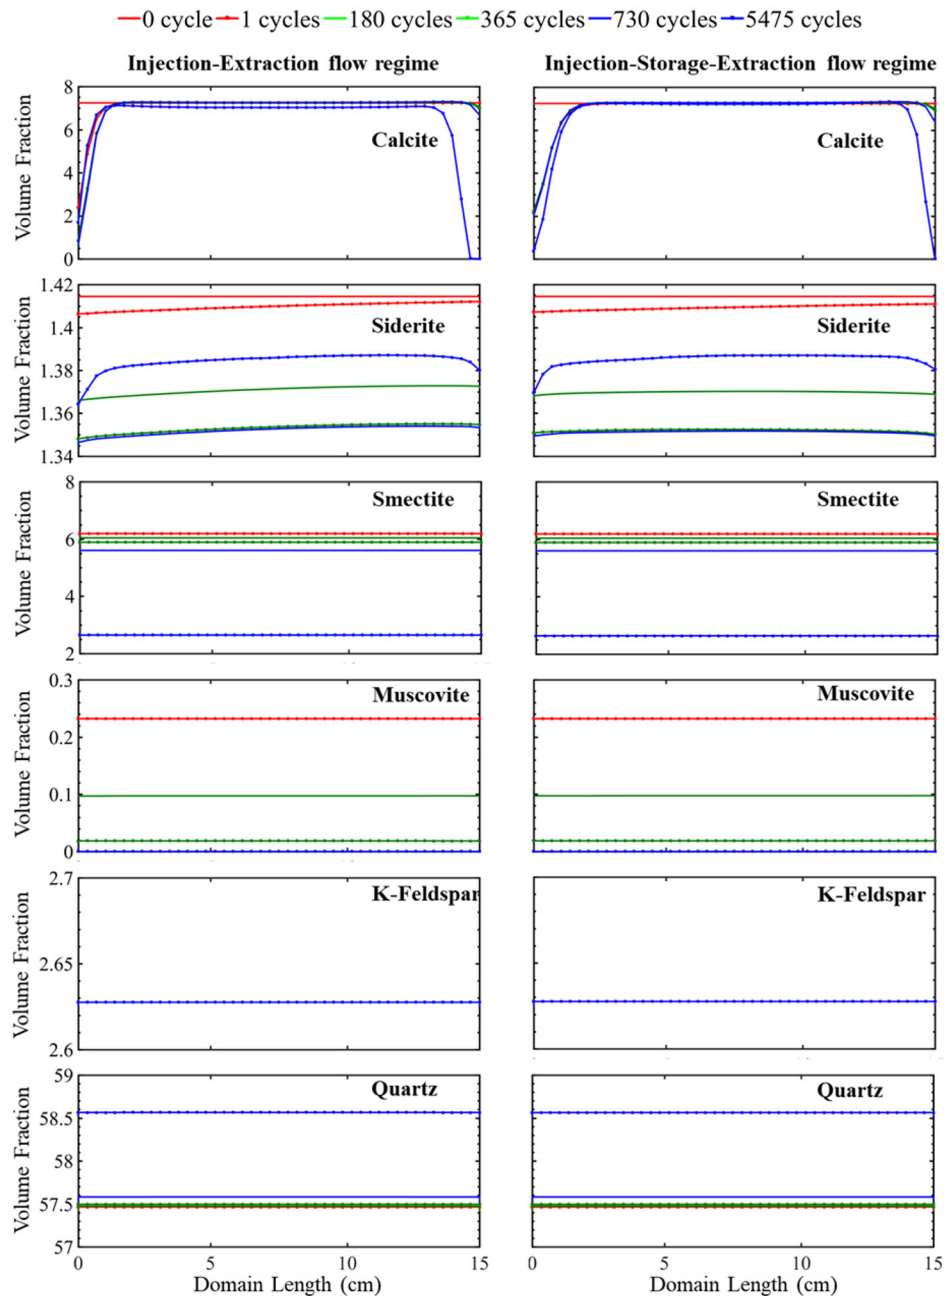 0 cycle 1 cycles 180 cycles 365 cycles 730 cycles 5475 cycles
Injection-Extraction flow regime Injection-Storage-Extraction flow regime
Volume Fraction
8
6
4
2
0
Calcite
Calcite
Volume Fraction
1.42
1.4
1.38
1.36
1.34
Siderite
Siderite
Volume Fraction
8
6
4
2
Smectite
Smectite
Volume Fraction
0.3
0.2
0.1
0
Muscovite
Muscovite
Volume Fraction
2.7
2.65
2.6
K-Feldspar
K-Feldspar
Volume Fraction
59
58.5
58
57.5
57
Quartz
Quartz
0 5 10 15 0 5 10 15
Domain Length (cm) Domain Length (cm)